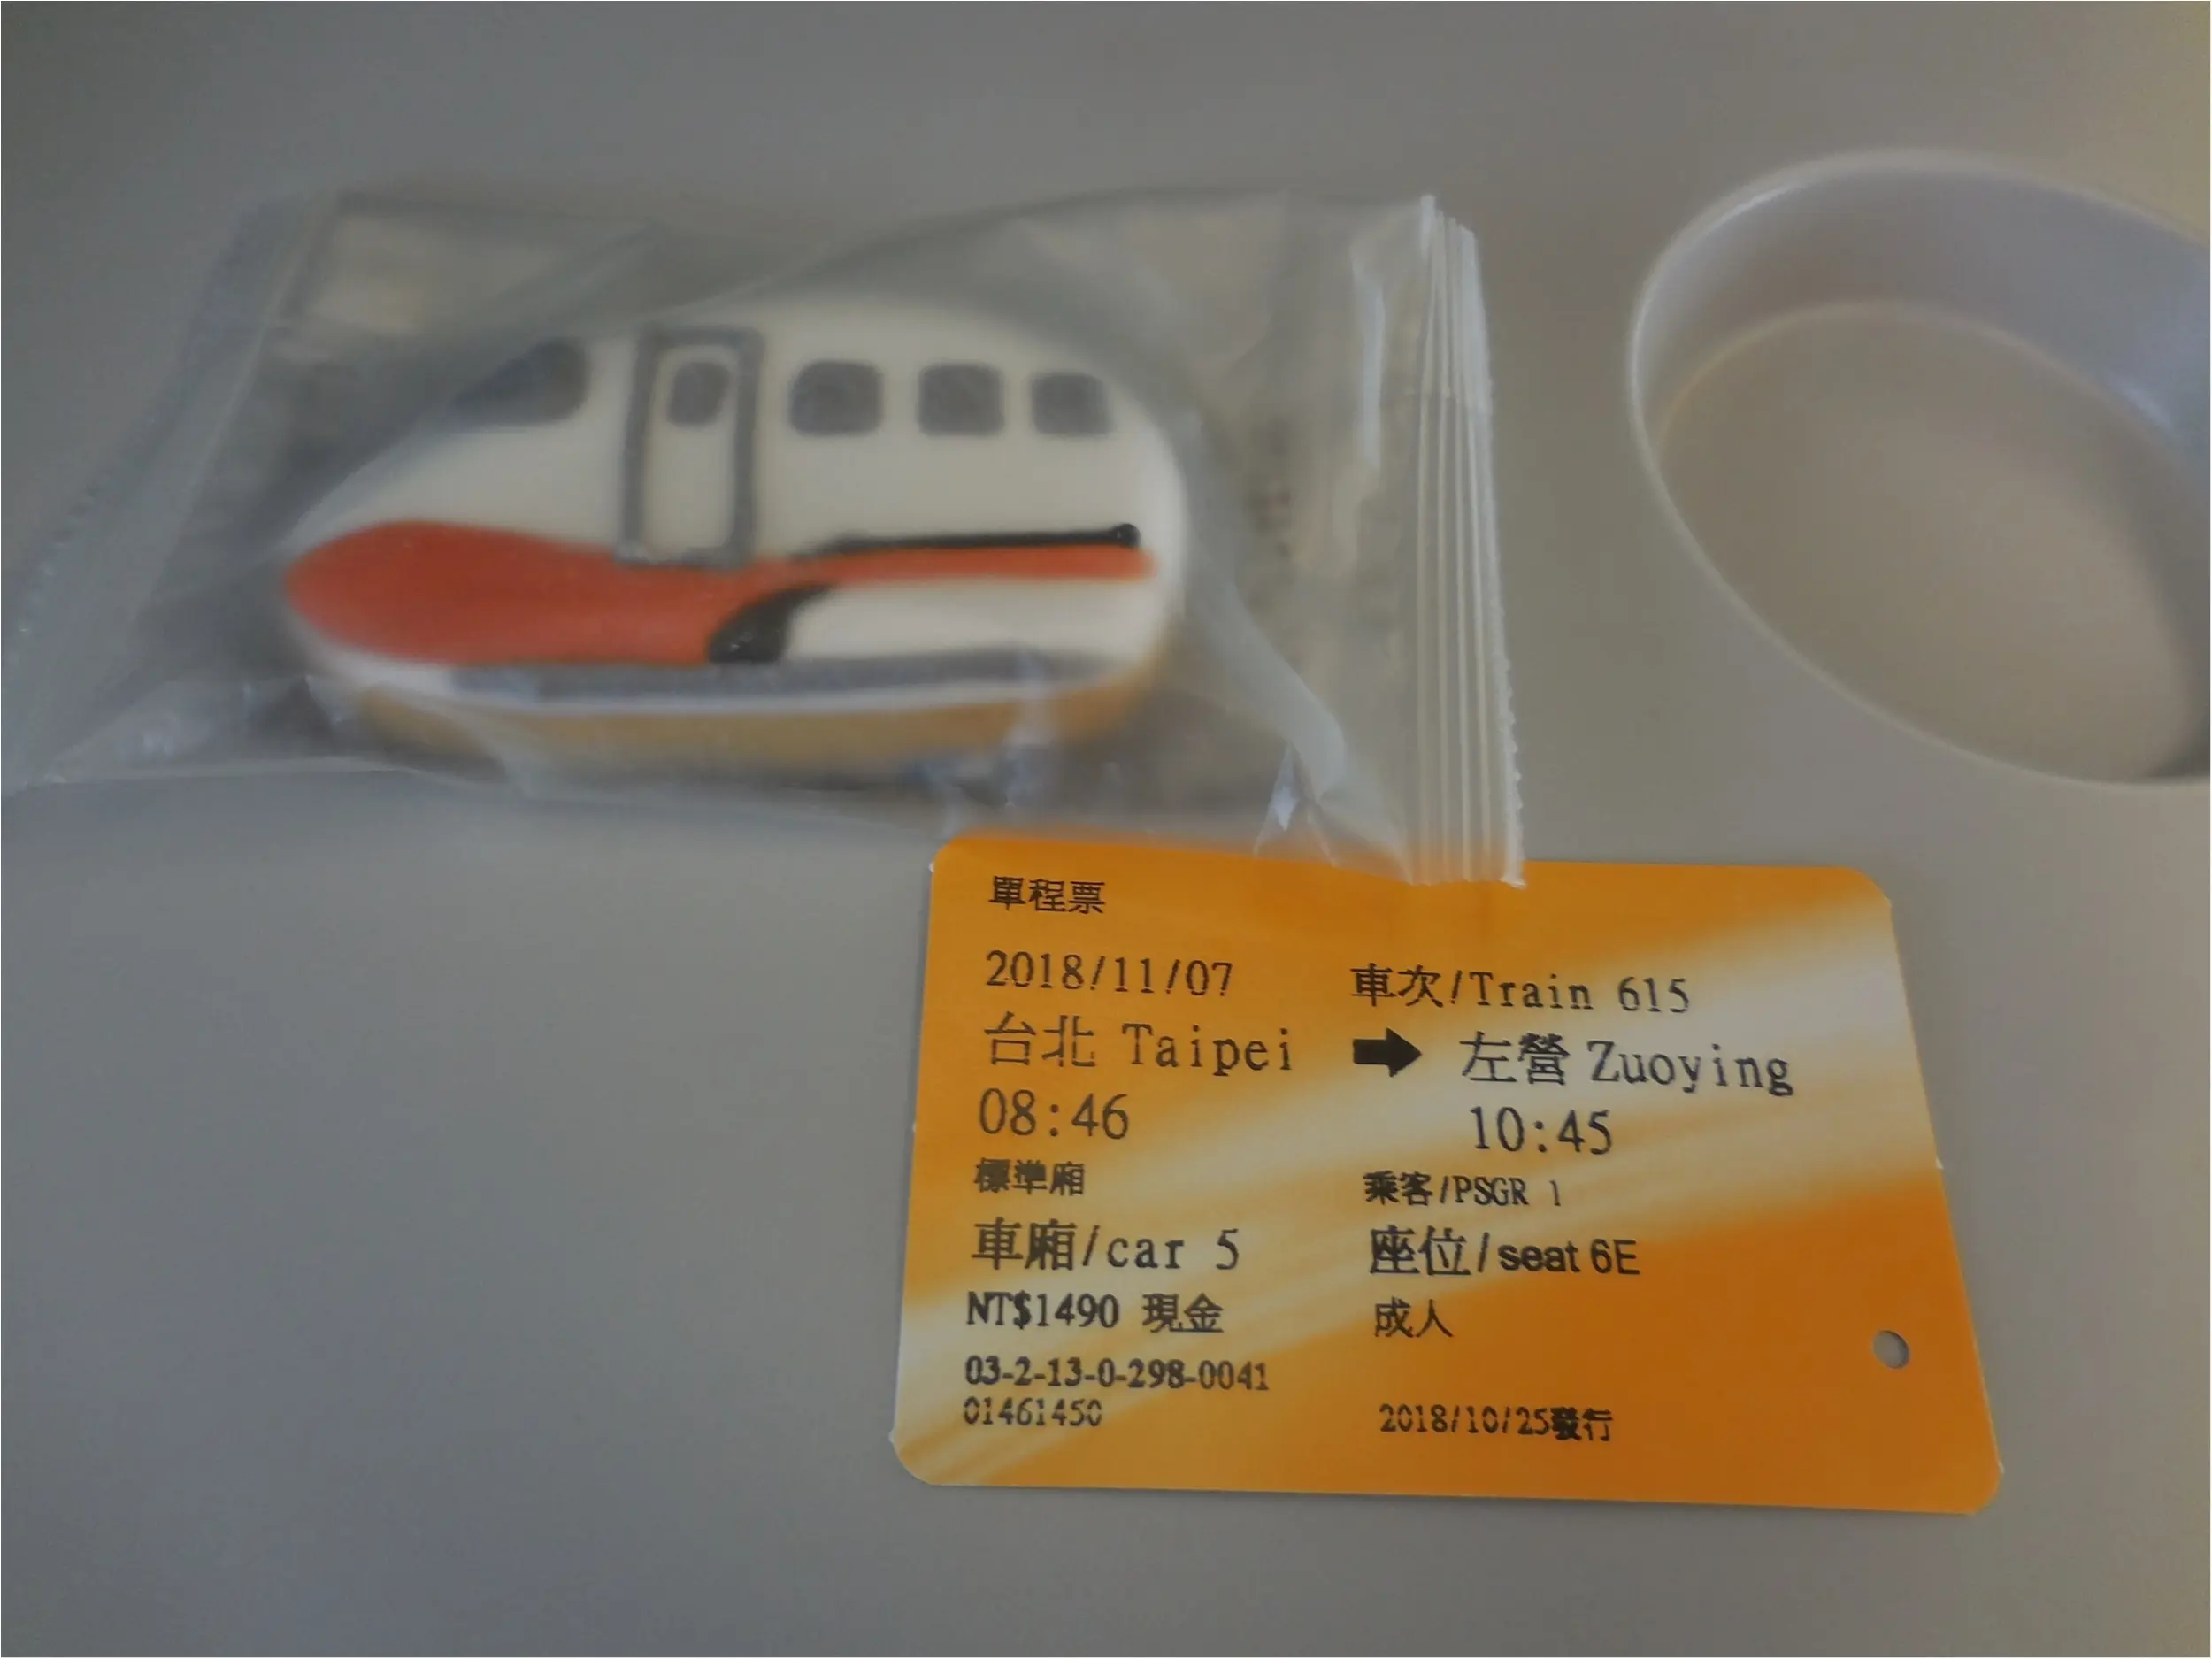 單程票
2018/11/07 車次/Train 615
台北 Taipei ➡ 左營 Zuoying
08:46 10:45
標準廂 乘客/PSGR 1
車廂/car 5 座位/seat 6E
NT$1490 現金 成人
03-2-13-0-298-0041
01461450 2018/10/25發行